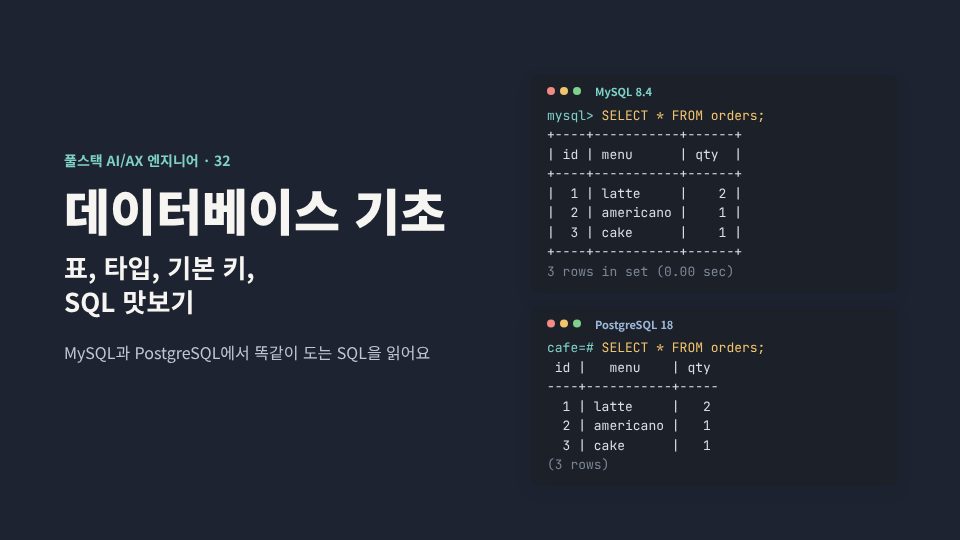 풀스택 AI/AX 엔지니어 · 32
데이터베이스 기초
표, 타입, 기본 키,
SQL 맛보기
MySQL과 PostgreSQL에서 똑같이 도는 SQL을 읽어요
MySQL 8.4
mysql> SELECT * FROM orders;
+----+-----------+------+
| id | menu      | qty  |
+----+-----------+------+
|  1 | latte     |    2 |
|  2 | americano |    1 |
|  3 | cake      |    1 |
+----+-----------+------+
3 rows in set (0.00 sec)
PostgreSQL 18
cafe=# SELECT * FROM orders;
 id |   menu    | qty
----+-----------+-----
  1 | latte     |   2
  2 | americano |   1
  3 | cake      |   1
(3 rows)